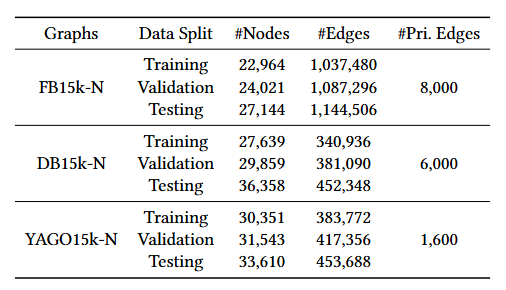 Graphs Data Split #Nodes #Edges #Pri. Edges
Training 22,964 1,037,480
FB15k-N Validation 24,021 1,087,296 8,000
Testing 27,144 1,144,506
Training 27,639 340,936
DB15k-N Validation 29,859 381,090 6,000
Testing 36,358 452,348
Training 30,351 383,772
YAGO15k-N Validation 31,543 417,356 1,600
Testing 33,610 453,688